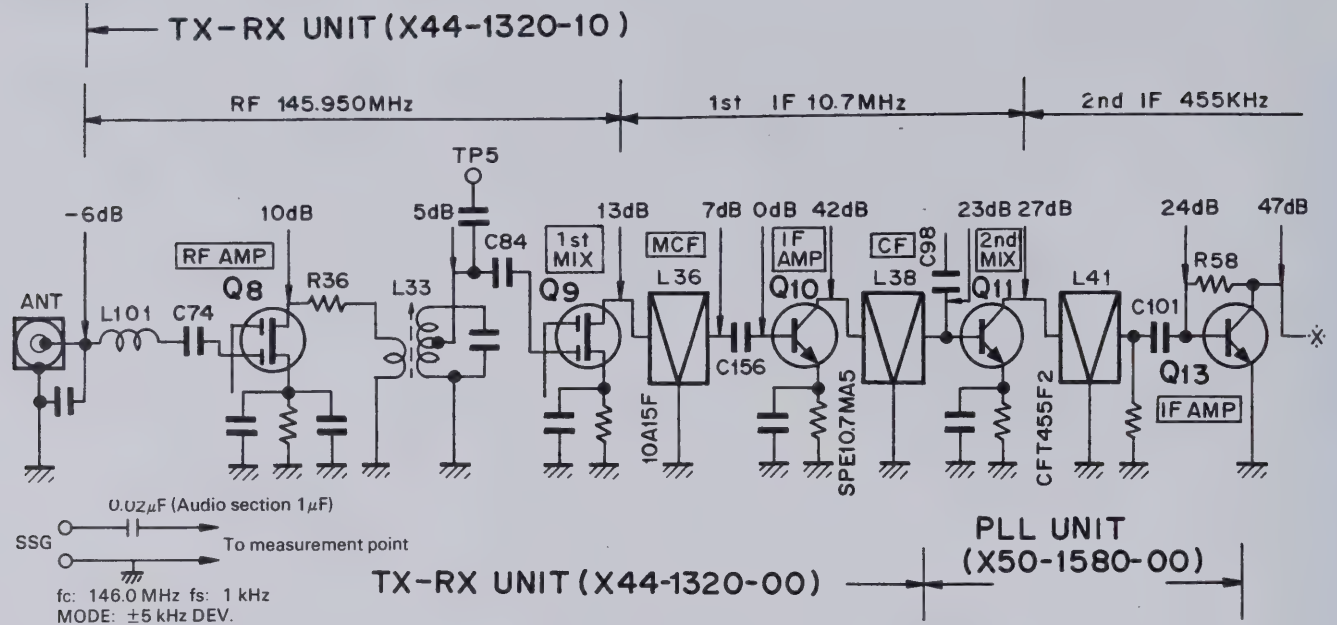 TX-RX UNIT (X44-1320-10)
RF 145.950MHz
1st IF 10.7MHz
2nd IF 455KHz
TP5
-6dB
10dB
5dB
13dB
7dB
0dB
42dB
23dB
27dB
24dB
47dB
RF AMP
C84
1st
MIX
MCF
IF
AMP
CF
C98
2nd
MIX
R58
ANT
L101
C74
Q8
R36
L33
Q9
L36
Q10
L38
Q11
L41
C101
C156
Q13
IF AMP
10A15F
SPE10.7MA5
CFT455F2
0.02μF (Audio section 1μF)
SSG
To measurement point
fc: 146.0 MHz fs: 1 kHz
MODE: ±5 kHz DEV.
TX-RX UNIT (X44-1320-00)
PLL UNIT
(X50-1580-00)